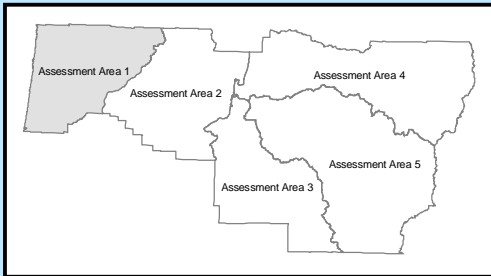 Assessment Area 1
Assessment Area 4
Assessment Area 2
Assessment Area 5
Assessment Area 3